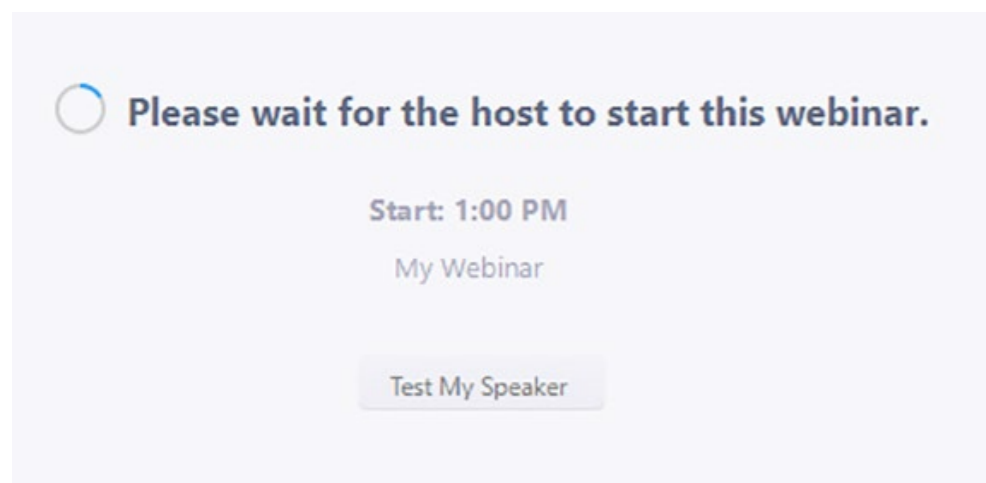 Please wait for the host to start this webinar.
Start: 1:00 PM
My Webinar
Test My Speaker